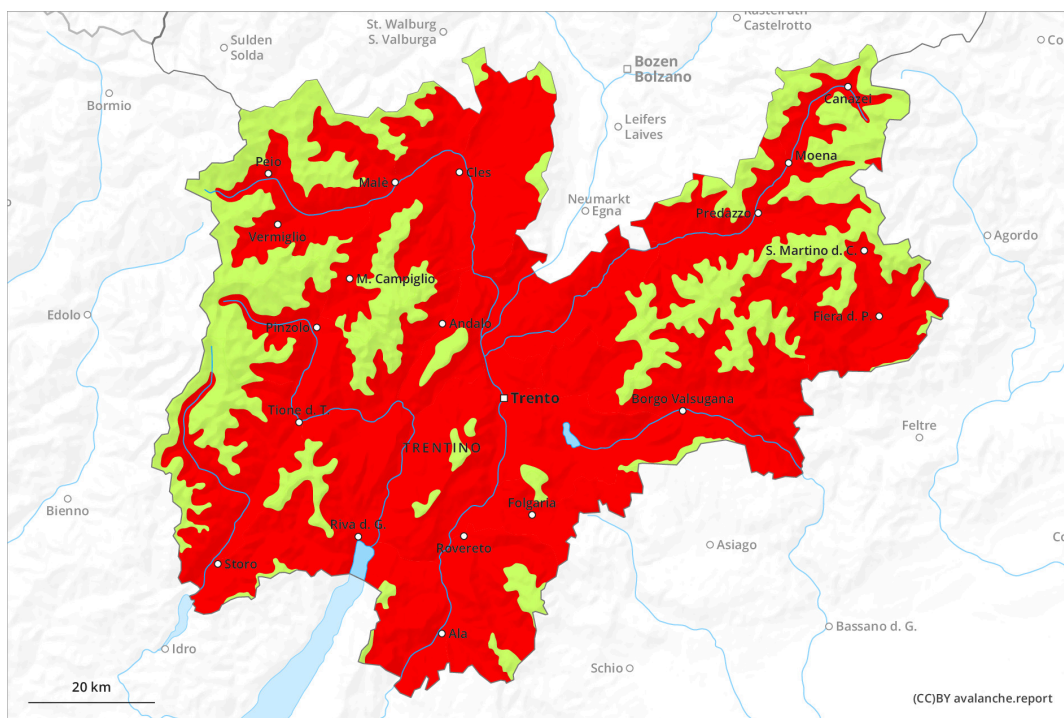 Kastelruth
Castelrotto
St. Walburg
S. Valburga
Sulden
Solda
Co
Bozen
Bolzano
Bormio
Canazei
Leifers
Laives
Moena
Peio
Malè
Cles
Neumarkt
Egna
Predazzo
Vermiglio
Agordo
S. Martino d. C.
M. Campiglio
Edolo
Pinzolo
Andalo
Fiera d. P.
Trento
Borgo Valsugana
Tione d. T.
Feltre
TRENTINO
Bienno
Folgaria
Riva d. G.
Rovereto
Asiago
Co
Storo
Ala
Bassano d. G.
Idro
Schio
20 km
(CC)BY avalanche.report